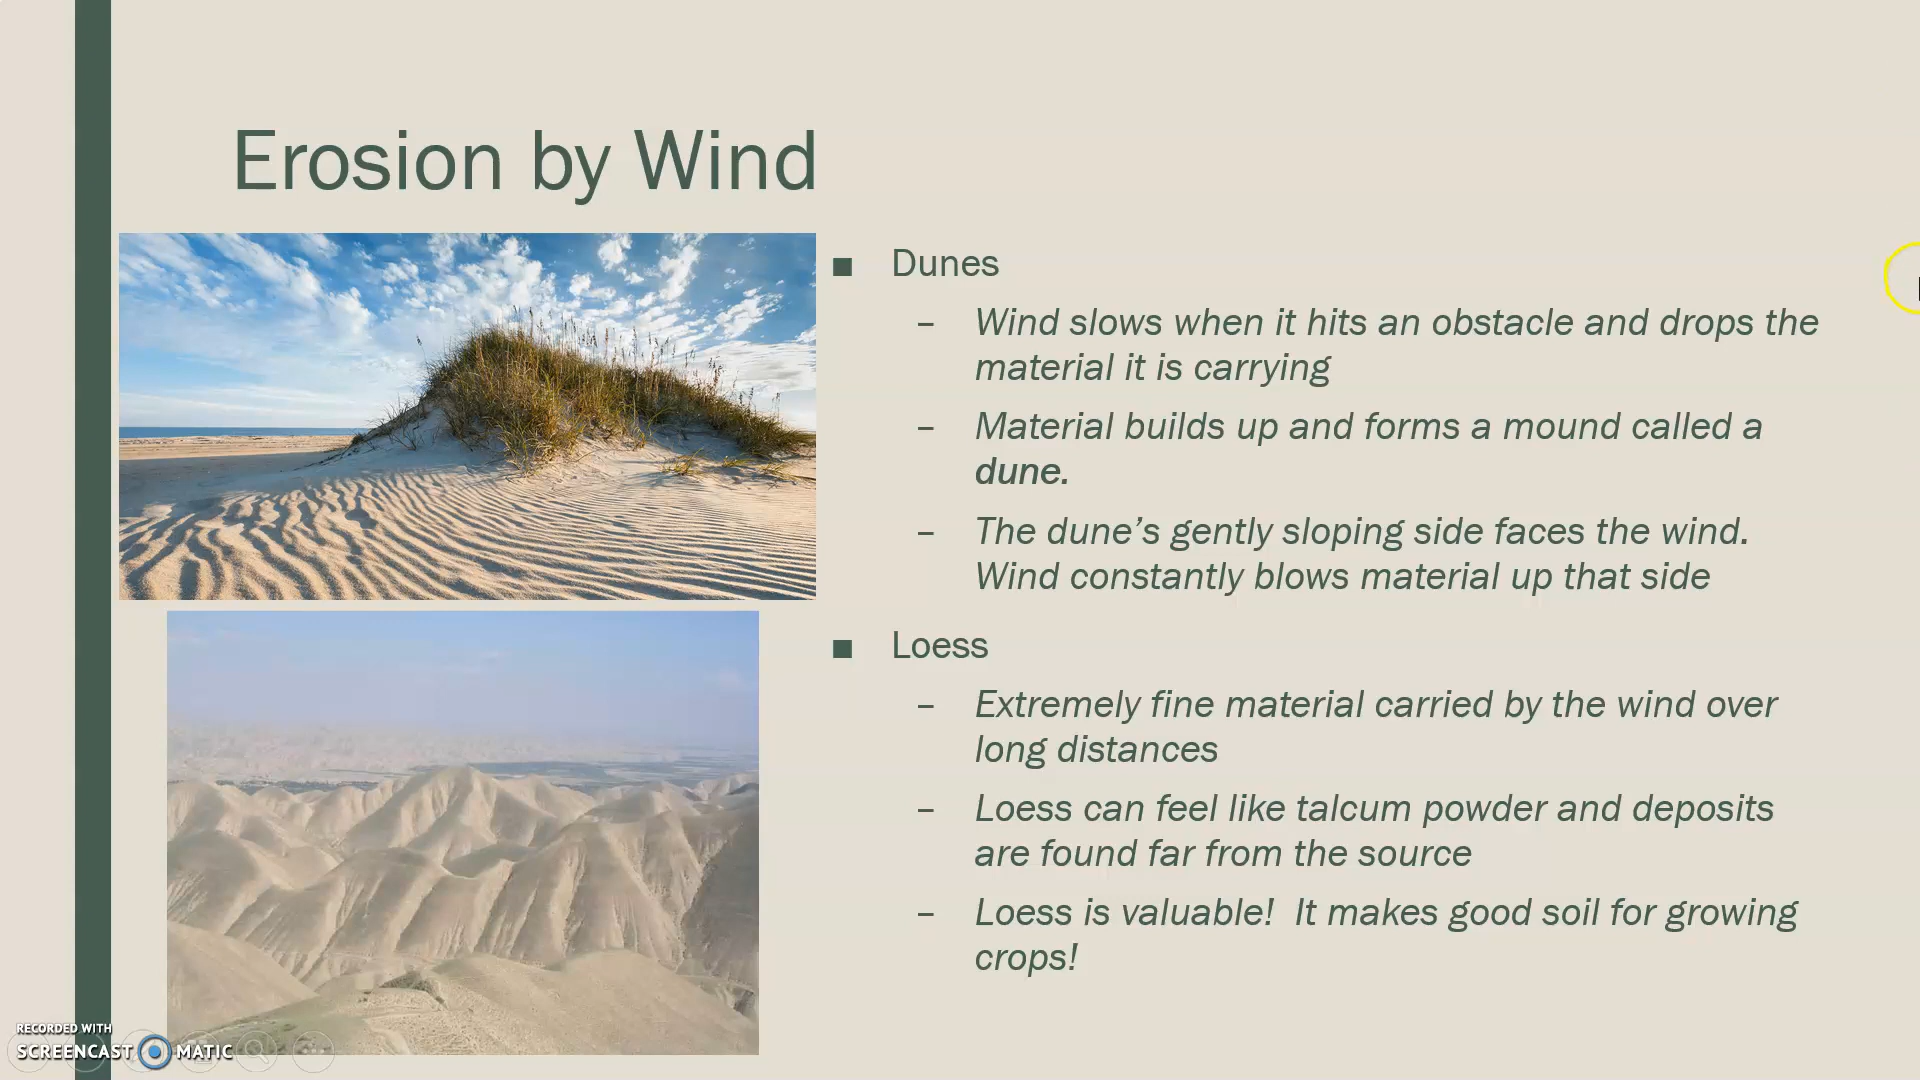 Erosion by Wind
■ Dunes
– Wind slows when it hits an obstacle and drops the
material it is carrying
– Material builds up and forms a mound called a
dune.
– The dune’s gently sloping side faces the wind.
Wind constantly blows material up that side
■ Loess
– Extremely fine material carried by the wind over
long distances
– Loess can feel like talcum powder and deposits
are found far from the source
– Loess is valuable!  It makes good soil for growing
crops!
RECORDED WITH
SCREENCAST MATIC